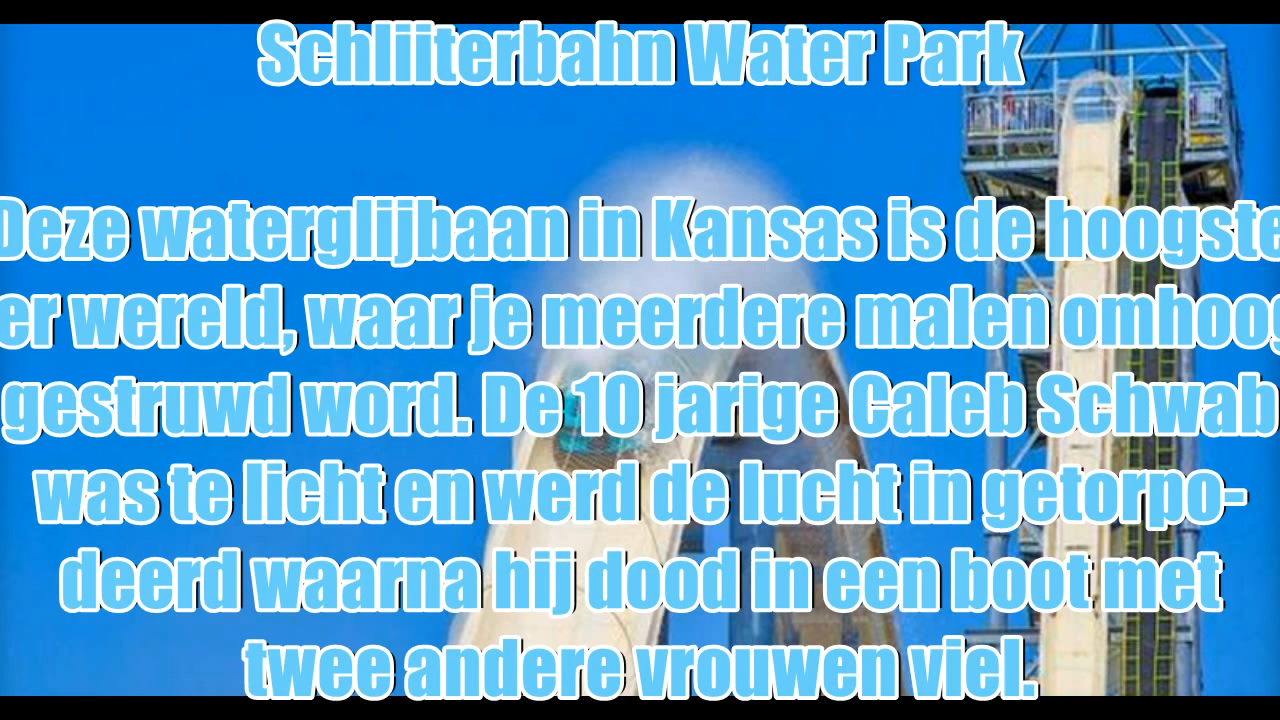 Schliiterbahn Water Park
Deze waterglijbaan in Kansas is de hoogste
er wereld, waar je meerdere malen omhoog
gestruwd word. De 10 jarige Caleb Schwab
was te licht en werd de lucht in getorpo-
deerd waarna hij dood in een boot met
twee andere vrouwen viel.